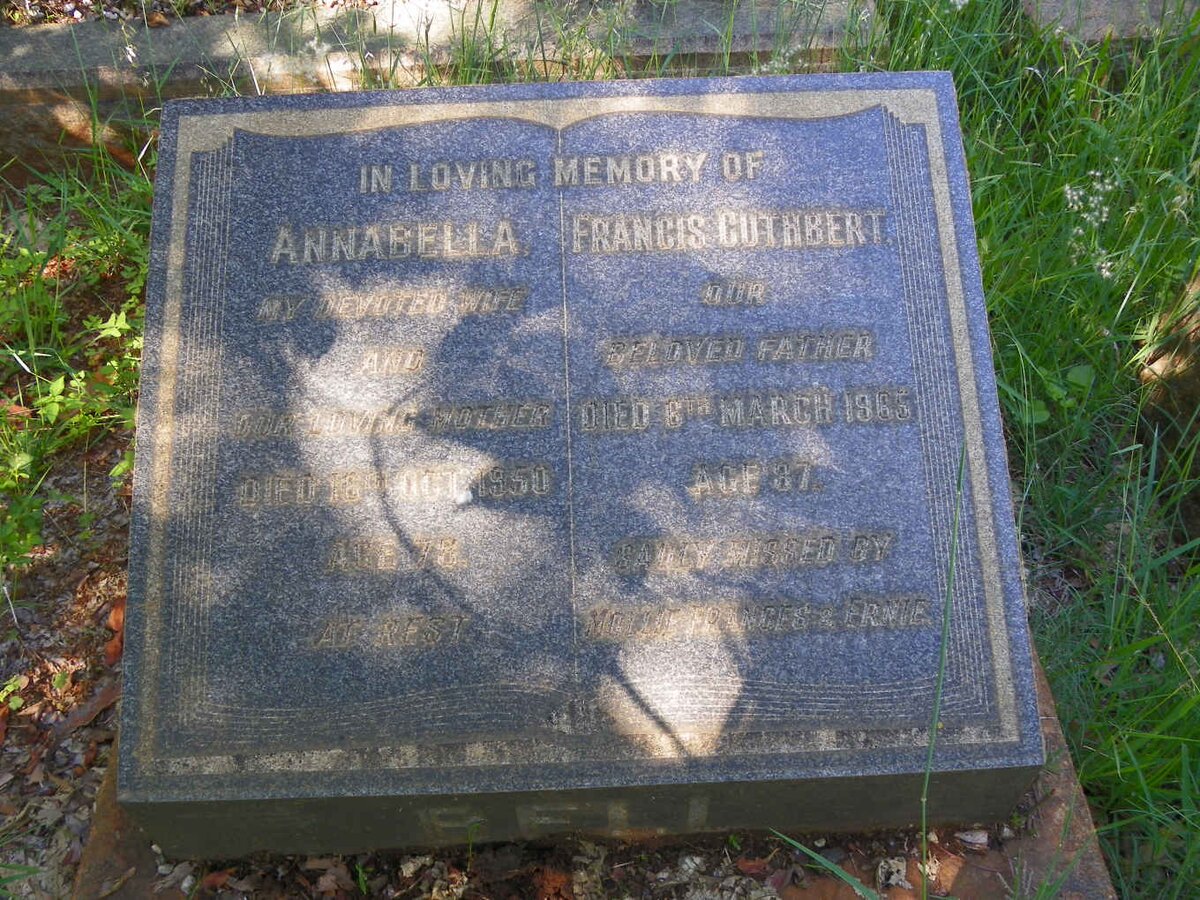 IN LOVING MEMORY OF
ANNABELLA.
MY DEVOTED WIFE
AND
OUR LOVING MOTHER
DIED 16TH OCT. 1950
AGE 78.
AT REST
FRANCIS CUTHBERT.
OUR
BELOVED FATHER
DIED 6TH MARCH 1965
AGE 87.
SADLY MISSED BY
MOLLIE FRANCES & ERNIE.